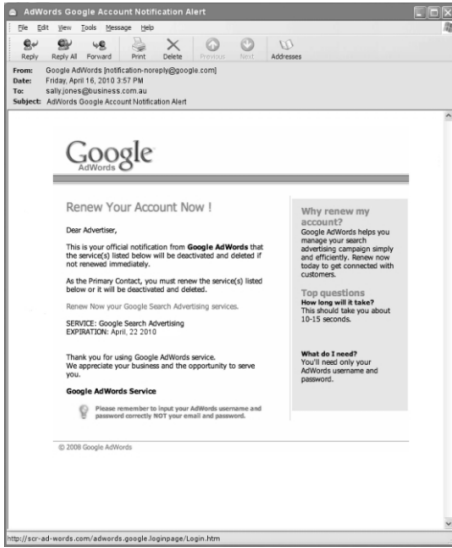 AdWords Google Account Notification Alert
File Edit View Tools Message Help
Reply Reply All Forward Print Delete Previous Next Addresses
From: Google AdWords [notification-noreply@google.com]
Date: Friday, April 16, 2010 3:57 PM
To: sally.jones@business.com.au
Subject: AdWords Google Account Notification Alert
Google
AdWords
Renew Your Account Now !
Dear Advertiser,
This is your official notification from Google AdWords that
the service(s) listed below will be deactivated and deleted if
not renewed immediately.
As the Primary Contact, you must renew the service(s) listed
below or it will be deactivated and deleted.
Renew Now your Google Search Advertising services.
SERVICE: Google Search Advertising
EXPIRATION: April, 22 2010
Thank you for using Google AdWords service.
We appreciate your business and the opportunity to serve
you.
Google AdWords Service
Please remember to input your AdWords username and
password correctly NOT your email and password.
Why renew my
account?
Google AdWords helps you
manage your search
advertising campaign simply
and efficiently. Renew now
today to get connected with
customers.
Top questions
How long will it take?
This should take you about
10-15 seconds.
What do I need?
You'll need only your
AdWords username and
password.
© 2008 Google AdWords
http://scr-ad-words.com/adwords.google.loginpage/Login.htm